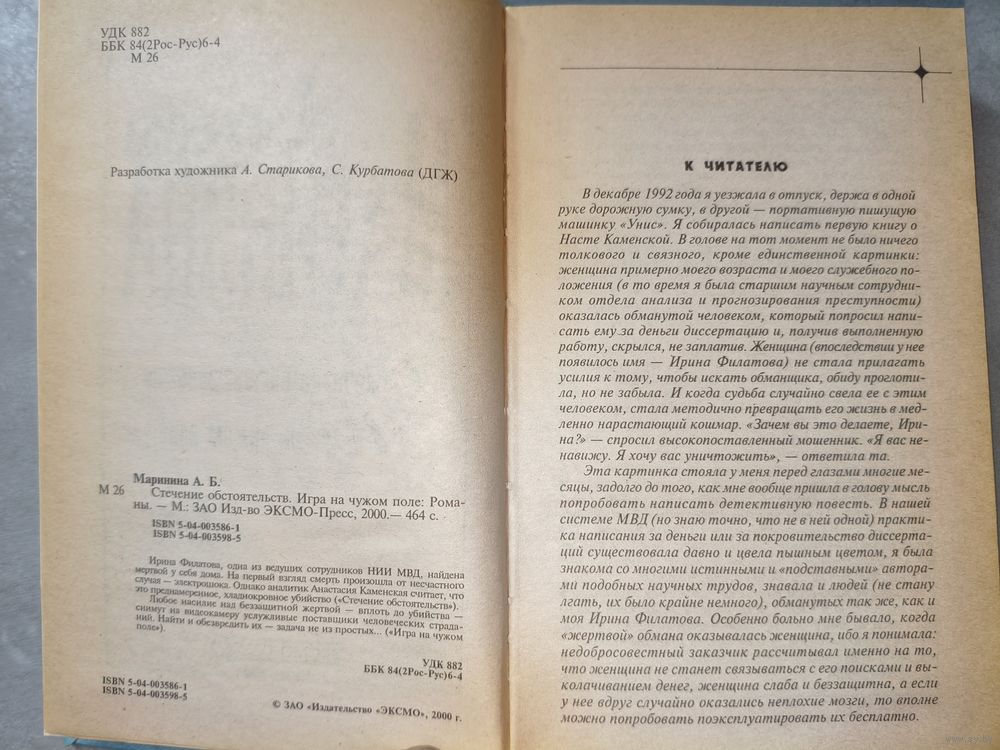 УДК 882
ББК 84(2Рос-Рус)6-4
М 26
Разработка художника А. Старикова, С. Курбатова (ДГЖ)
Маринина А. Б.
М 26
Стечение обстоятельств. Игра на чужом поле: Рома-
ны. — М.: ЗАО Изд-во ЭКСМО-Пресс, 2000.— 464 с.
ISBN 5-04-003586-1
ISBN 5-04-003598-5
Ирина Филатова, одна из ведущих сотрудников НИИ МВД, найдена
мертвой у себя дома. На первый взгляд смерть произошла от несчастного
случая — электрошока. Однако аналитик Анастасия Каменская считает, что
это преднамеренное, хладнокровное убийство («Стечение обстоятельств»).
Любое насилие над беззащитной жертвой — вплоть до убийства —
снимут на видеокамеру услужливые поставщики человеческих страда-
ний. Найти и обезвредить их — задача не из простых... («Игра на чужом
поле»).
УДК 882
ББК 84(2Рос-Рус)6-4
ISBN 5-04-003586-1
ISBN 5-04-003598-5
© ЗАО «Издательство «ЭКСМО», 2000 г.
К ЧИТАТЕЛЮ
В декабре 1992 года я уезжала в отпуск, держа в одной
руке дорожную сумку, в другой — портативную пишущую
машинку «Унис». Я собиралась написать первую книгу о
Насте Каменской. В голове на тот момент не было ничего
толкового и связного, кроме единственной картинки:
женщина примерно моего возраста и моего служебного по-
ложения (в то время я была старшим научным сотрудни-
ком отдела анализа и прогнозирования преступности)
оказалась обманутой человеком, который попросил напи-
сать ему за деньги диссертацию и, получив выполненную
работу, скрылся, не заплатив. Женщина (впоследствии у нее
появилось имя — Ирина Филатова) не стала прилагать
усилия к тому, чтобы искать обманщика, обиду проглоти-
ла, но не забыла. И когда судьба случайно свела ее с этим
человеком, стала методично превращать его жизнь в мед-
ленно нарастающий кошмар. «Зачем вы это делаете, Ири-
на?» — спросил высокопоставленный мошенник. «Я вас не-
навижу. Я хочу вас уничтожить», — ответила та.
Эта картинка стояла у меня перед глазами многие ме-
сяцы, задолго до того, как мне вообще пришла в голову мысль
попробовать написать детективную повесть. В нашей
системе МВД (но знаю точно, что не в ней одной) практи-
ка написания за деньги или за покровительство диссерта-
ций существовала давно и цвела пышным цветом, я была
знакома со многими истинными и «подставными» автора-
ми подобных научных трудов, знавала и людей (не стану
лгать, их было крайне немного), обманутых так же, как и
моя Ирина Филатова. Особенно больно мне бывало, когда
«жертвой» обмана оказывалась женщина, ибо я понимала:
недобросовестный заказчик рассчитывал именно на то,
что женщина не станет связываться с его поисками и вы-
колачиванием денег, женщина слаба и беззащитна, а если
у нее вдруг случайно оказались неплохие мозги, то вполне
можно попробовать поэксплуатировать их бесплатно.